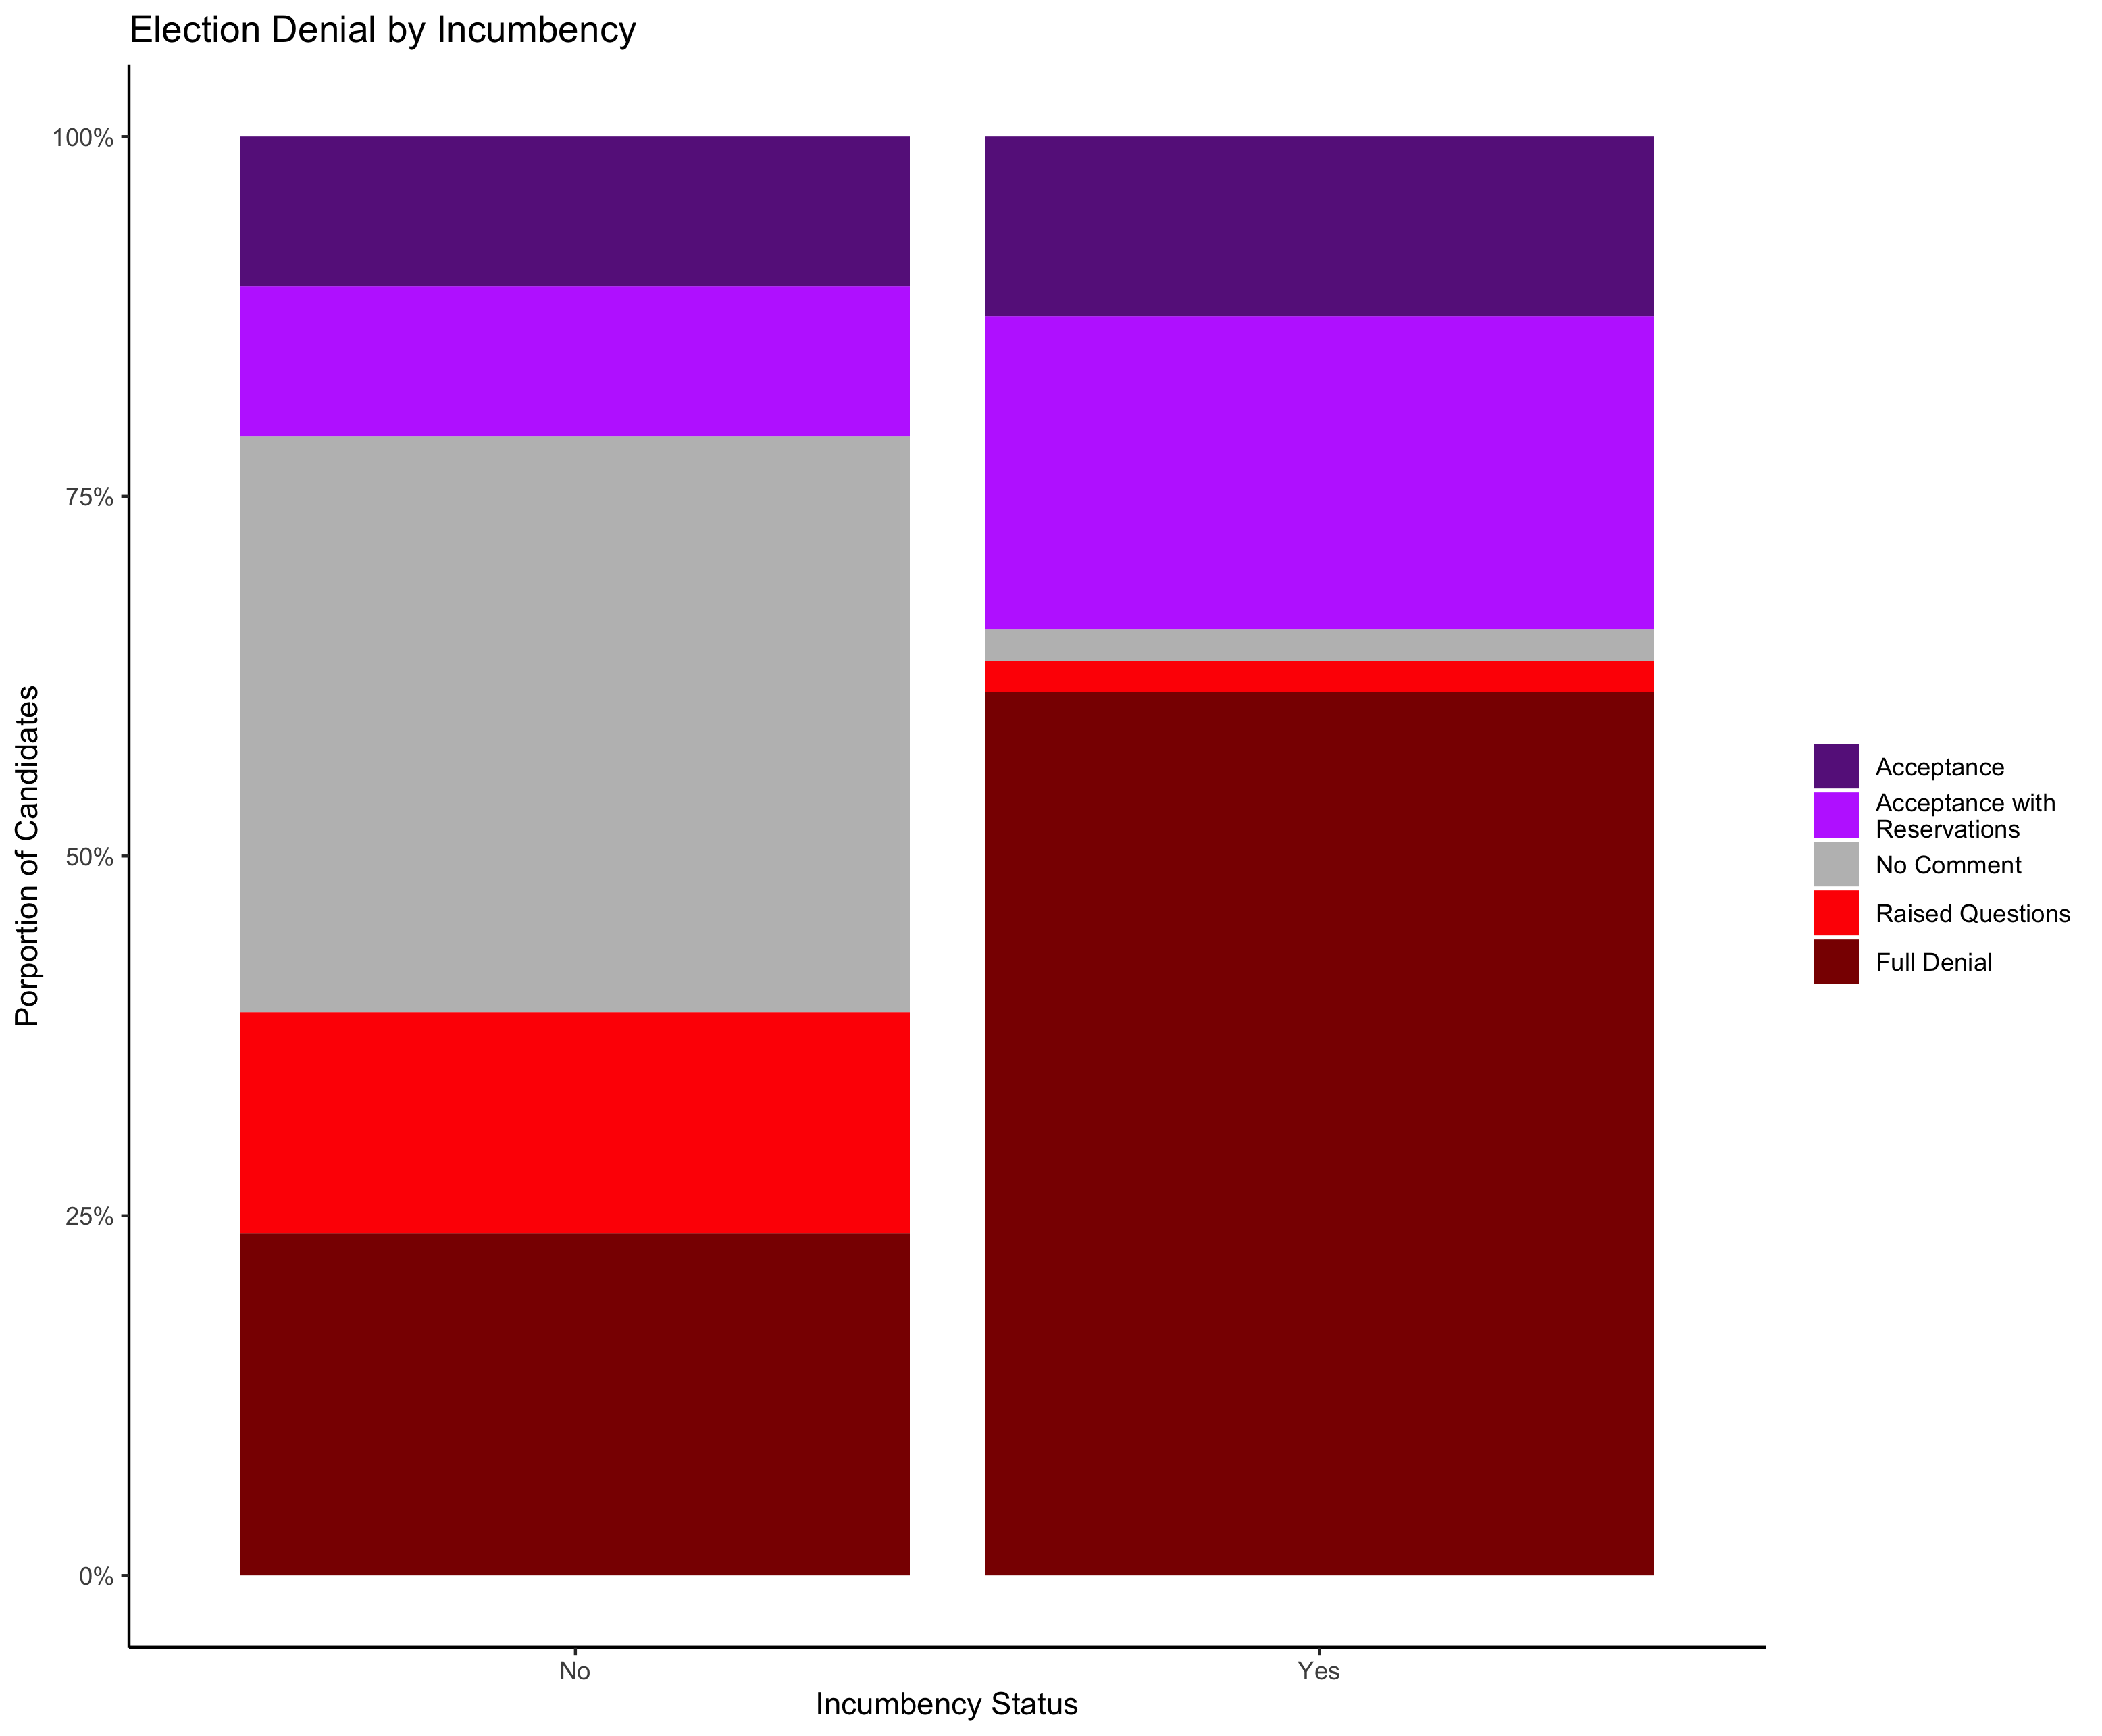 Election Denial by Incumbency
100%
75%
50%
25%
0%
Porportion of Candidates
No
Yes
Incumbency Status
Acceptance
Acceptance with
Reservations
No Comment
Raised Questions
Full Denial